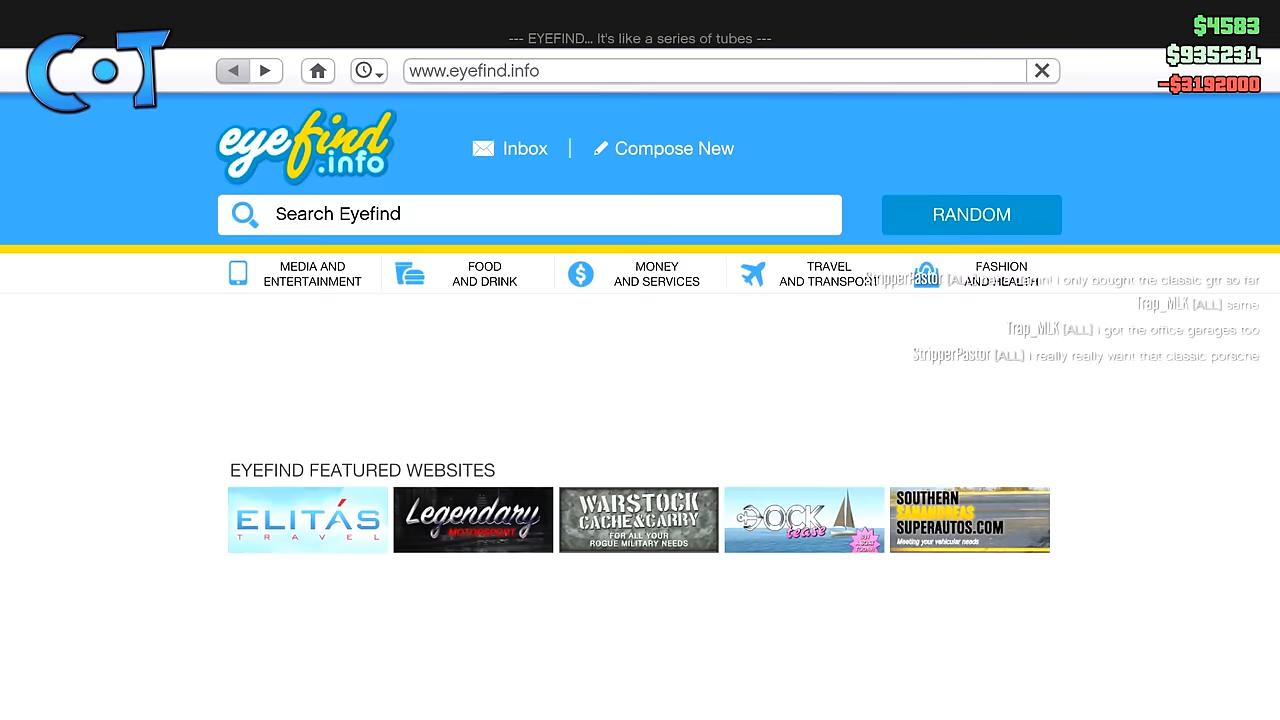 --- EYEFIND... It's like a series of tubes ---
$4583
$935231
-$3192000
COT
www.eyefind.info
eyefind.info
Inbox
Compose New
Search Eyefind
RANDOM
MEDIA AND ENTERTAINMENT
FOOD AND DRINK
MONEY AND SERVICES
TRAVEL AND TRANSPORT
FASHION AND HEALTH
StripperPastor [ALL] i only bought the classic gtr so far
Trap_MLK [ALL] same
Trap_MLK [ALL] i got the office garages too
StripperPastor [ALL] i really really want that classic porsche
EYEFIND FEATURED WEBSITES
ELITÁS
TRAVEL
Legendary
MOTORSPORT
WARSTOCK
CACHE & CARRY
FOR ALL YOUR
ROGUE MILITARY NEEDS
DOCK
tease
SOUTHERN
SANANDREAS
SUPERAUTOS.COM
Meeting your vehicular needs